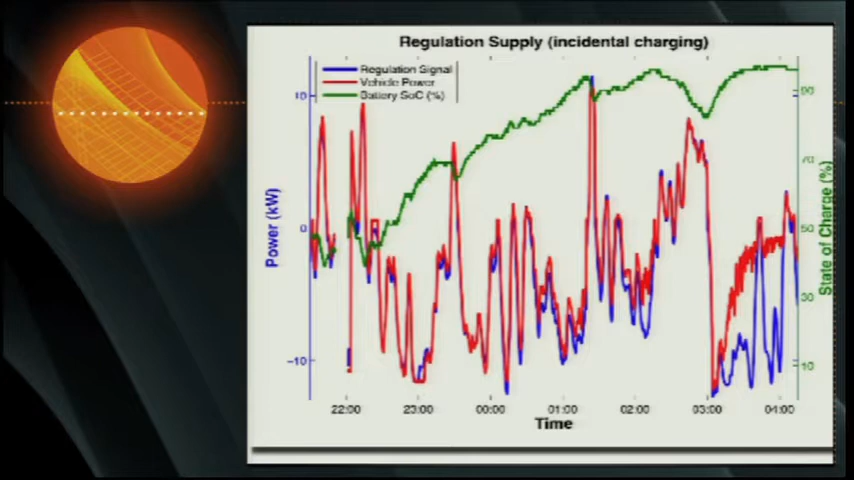 Regulation Supply (incidental charging)
Regulation Signal
Vehicle Power
Battery SoC (%)
10
0
-10
Power (kW)
90
70
50
30
10
State of Charge (%)
22:00 23:00 00:00 01:00 02:00 03:00 04:00
Time